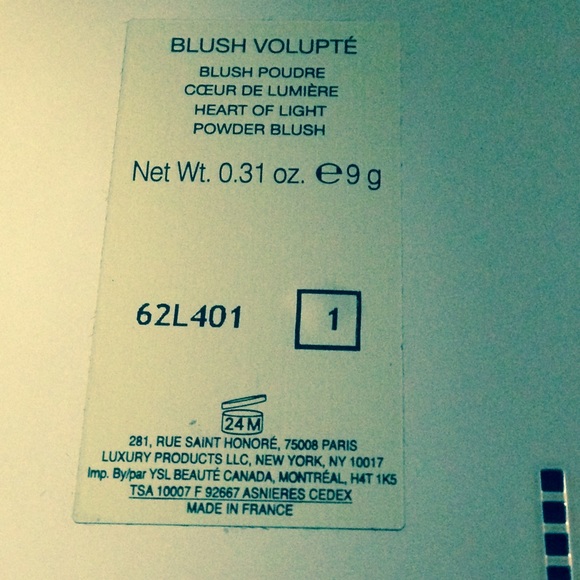 BLUSH VOLUPTÉ
BLUSH POUDRE
CŒUR DE LUMIÈRE
HEART OF LIGHT
POWDER BLUSH
Net Wt. 0.31 oz. ℮9 g
62L401 1
24M
281, RUE SAINT HONORÉ, 75008 PARIS
LUXURY PRODUCTS LLC, NEW YORK, NY 10017
Imp. By/par YSL BEAUTÉ CANADA, MONTRÉAL, H4T 1K5
TSA 10007 F 92667 ASNIERES CEDEX
MADE IN FRANCE